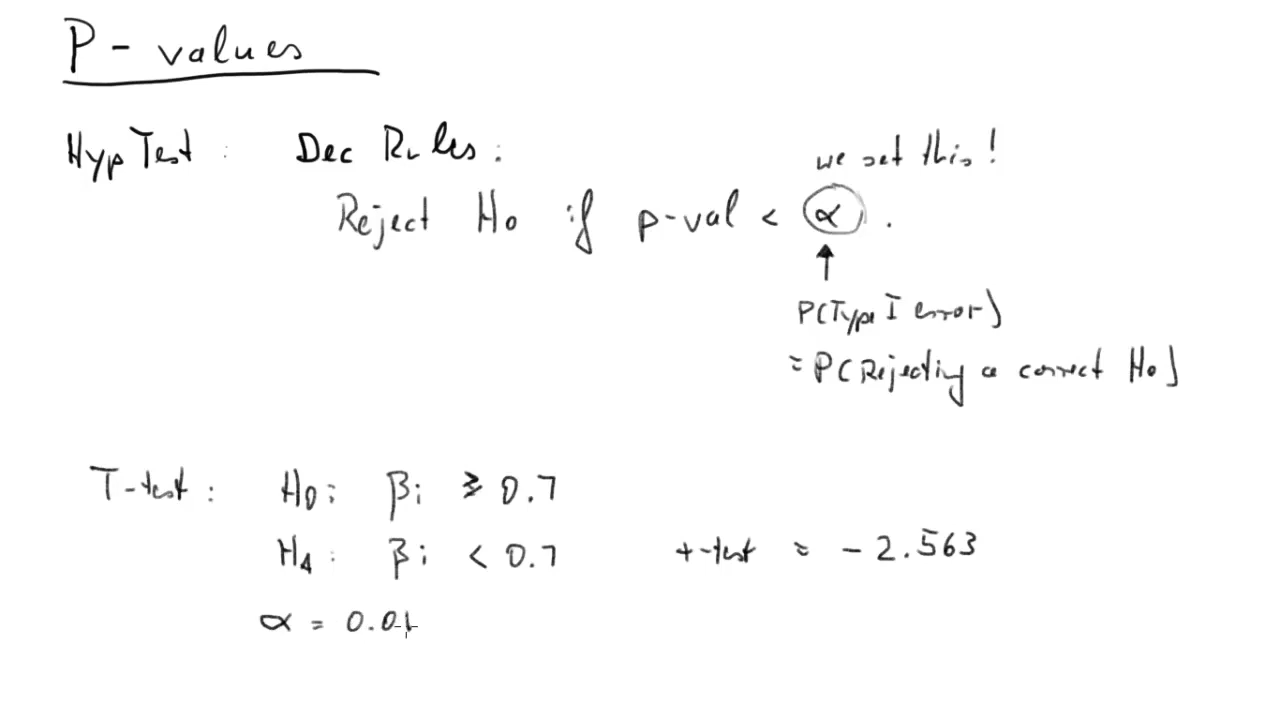 P - values
Hyp Test : Dec Rules :
we set this!
Reject H0 if p-val < α .
P(Type I error)
= P(Rejecting a correct H0)
T-test : H0 : βi ≥ 0.7
HA : βi < 0.7 t-test = - 2.563
α = 0.01